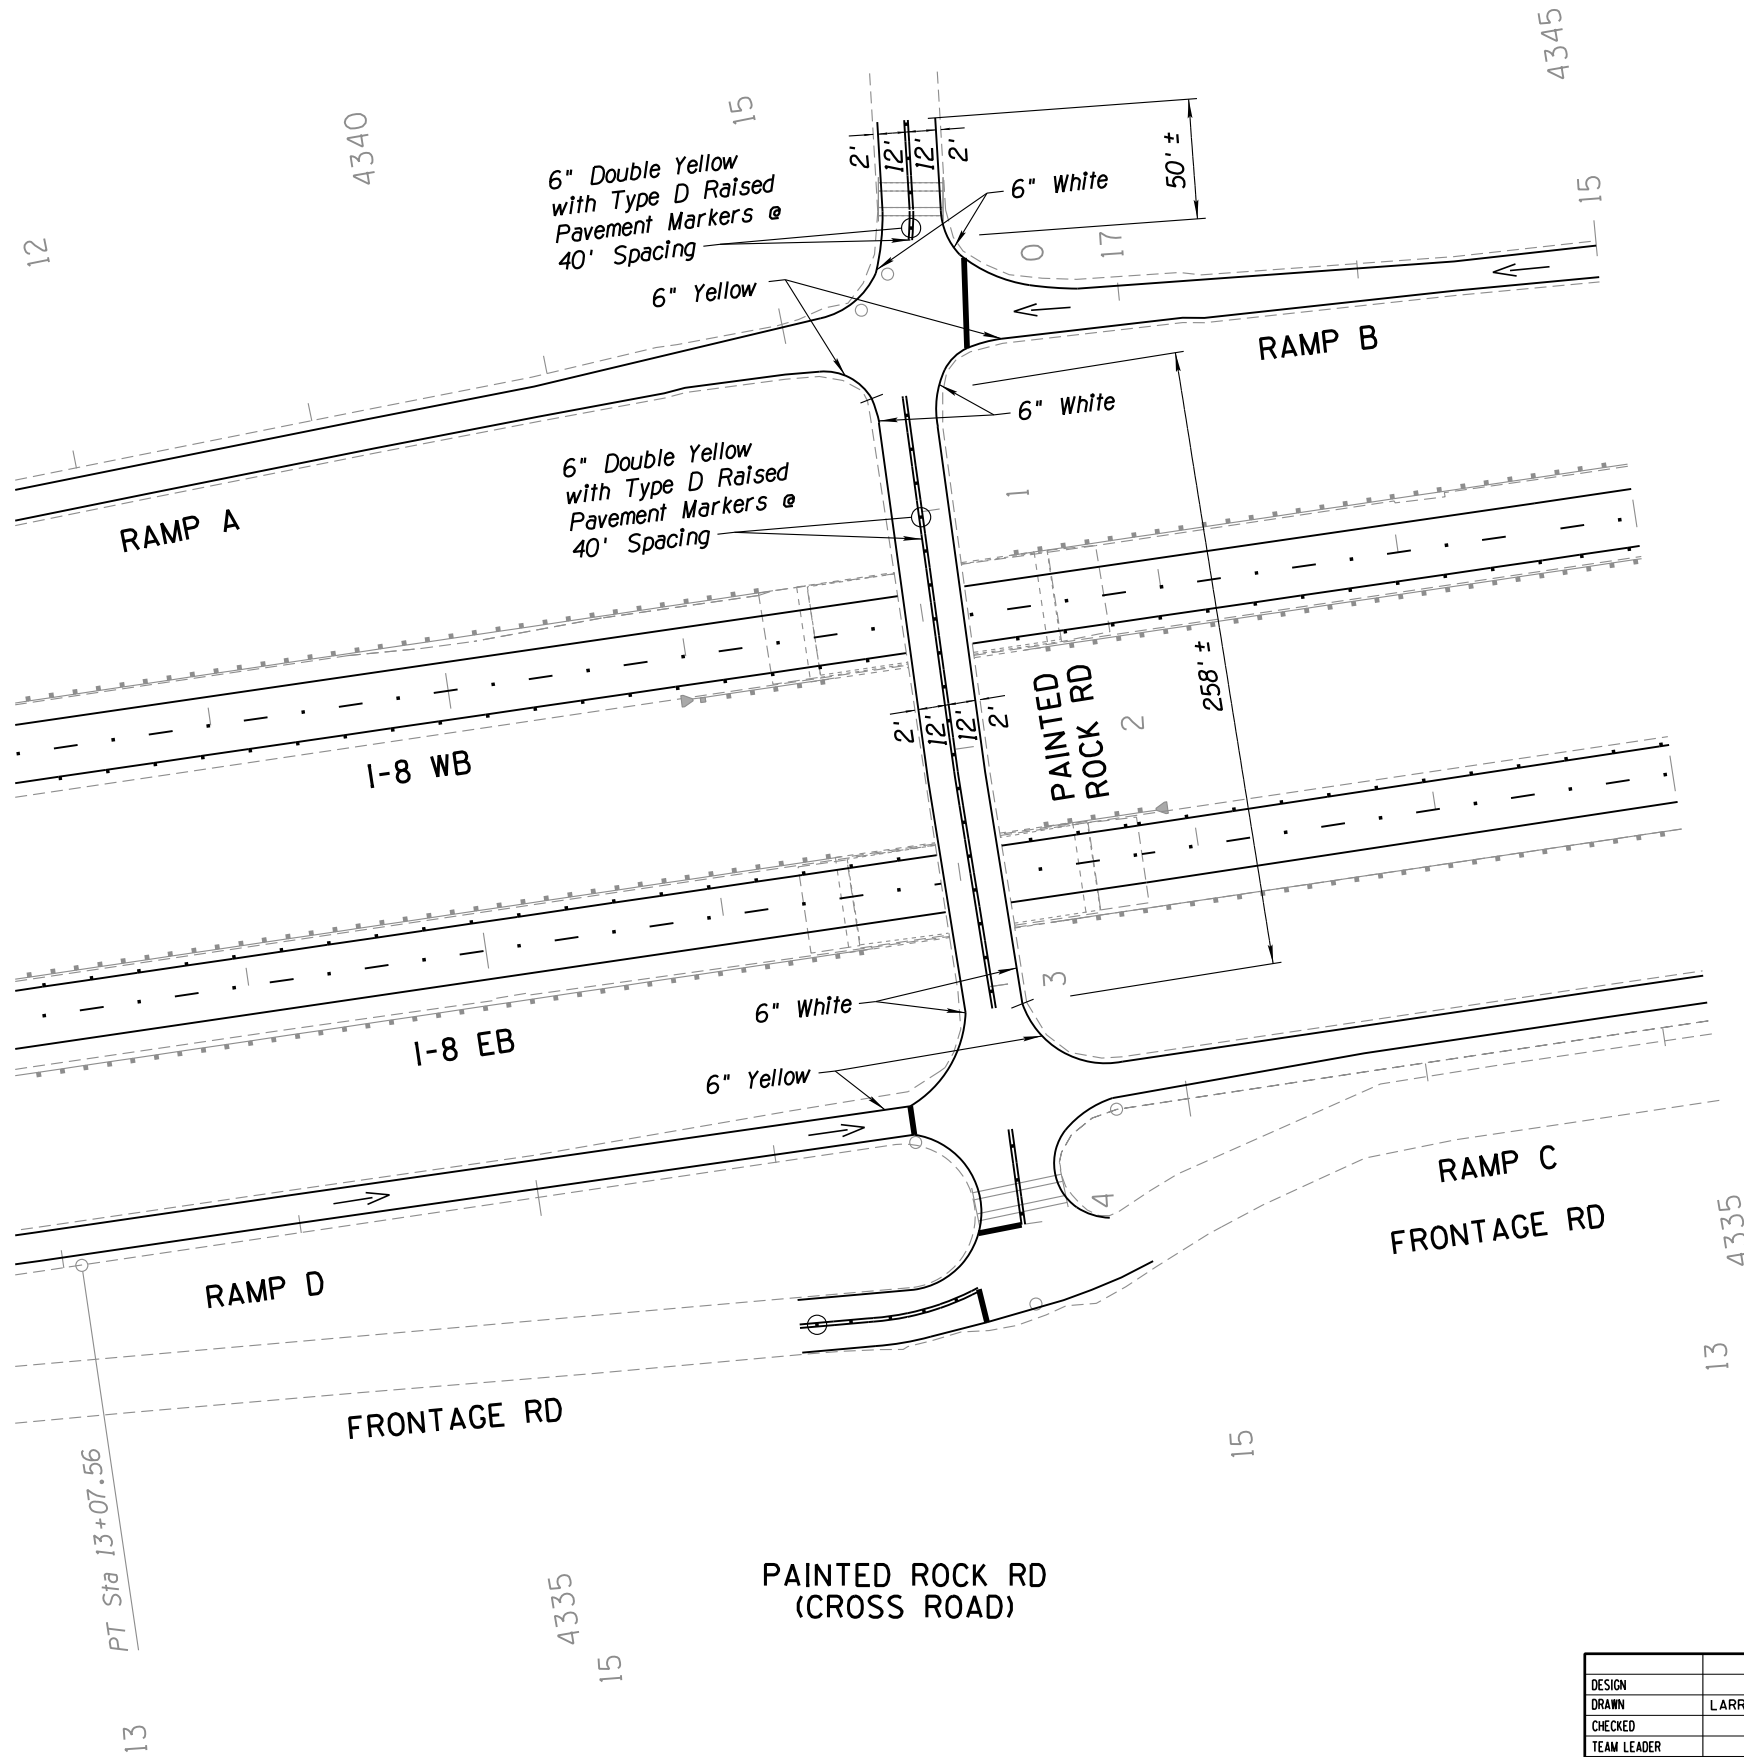 4345
4340
15
6" Double Yellow
with Type D Raised
Pavement Markers @
40' Spacing
2'
12'
12'
2'
50' ±
6" White
15
12
0
17
6" Yellow
RAMP B
6" White
6" Double Yellow
with Type D Raised
Pavement Markers @
40' Spacing
1
RAMP A
258' ±
PAINTED
ROCK RD
2'
12'
12'
2'
2
I-8 WB
3
6" White
I-8 EB
6" Yellow
RAMP C
4
FRONTAGE RD
4335
RAMP D
13
FRONTAGE RD
15
PT Sta 13+07.56
PAINTED ROCK RD
(CROSS ROAD)
4335
15
13
DESIGN
DRAWN LARR
CHECKED
TEAM LEADER